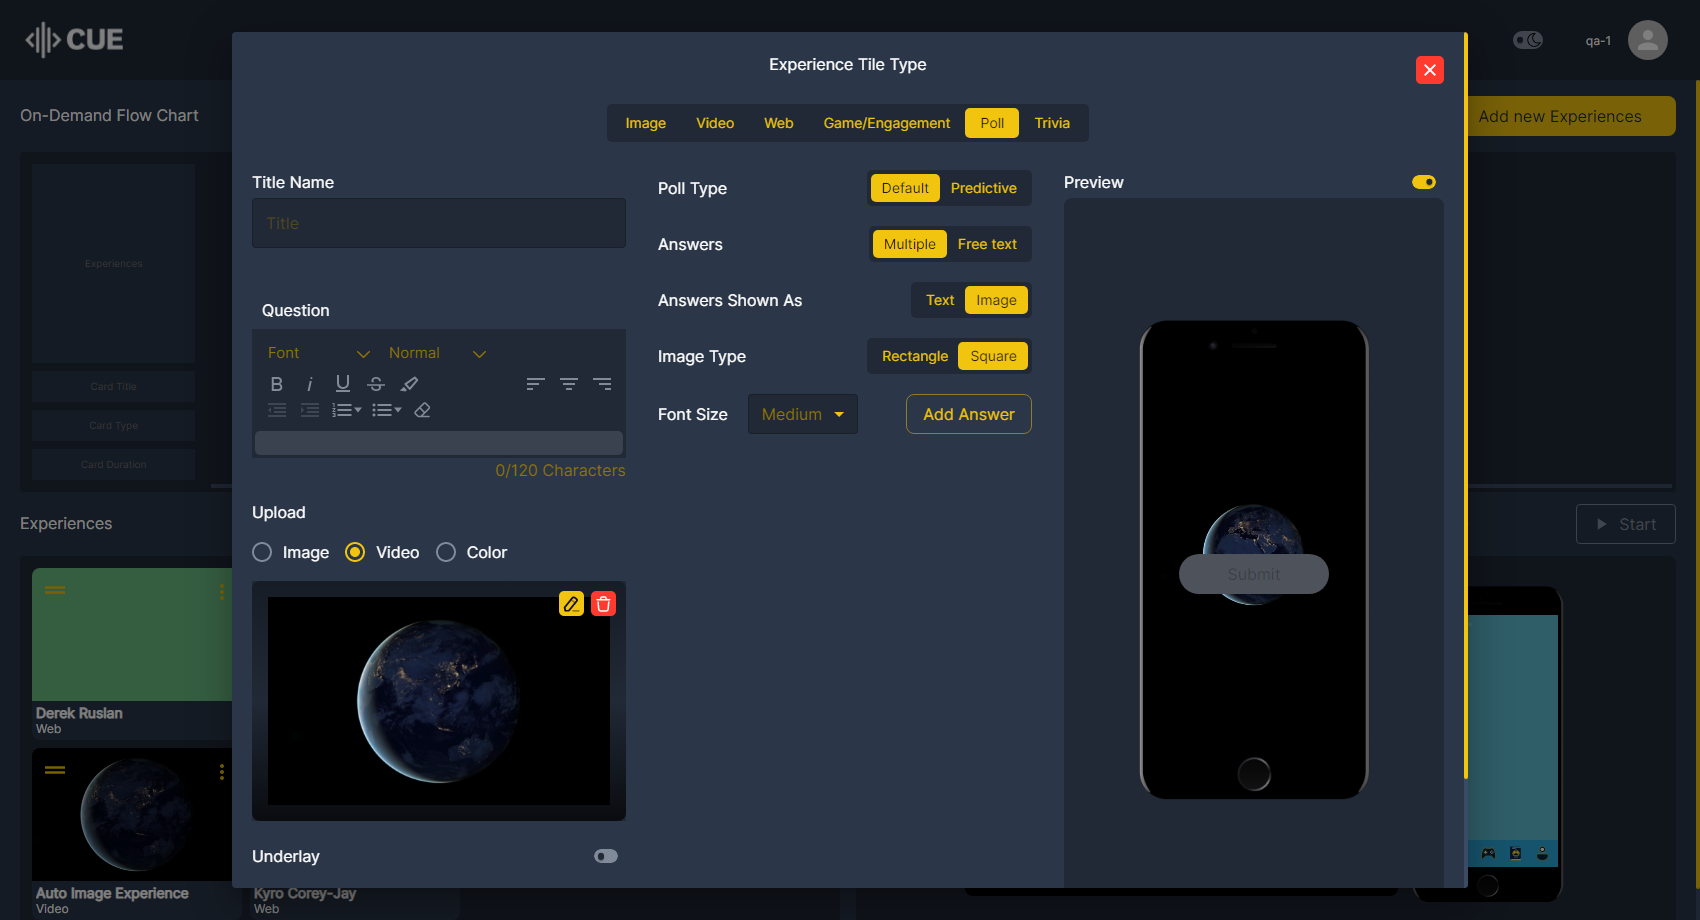 CUE
qa-1
On-Demand Flow Chart
Add new Experiences
Experiences
Card Title
Card Type
Card Duration
Experiences
Start
Derek Ruslan
Web
Auto Image Experience
Video
Kyro Corey-Jay
Web
Experience Tile Type
Image Video Web Game/Engagement Poll Trivia
Title Name
Title
Question
Font Normal
B i U S
0/120 Characters
Upload
Image Video Color
Underlay
Poll Type Default Predictive
Answers Multiple Free text
Answers Shown As Text Image
Image Type Rectangle Square
Font Size Medium Add Answer
Preview
Submit